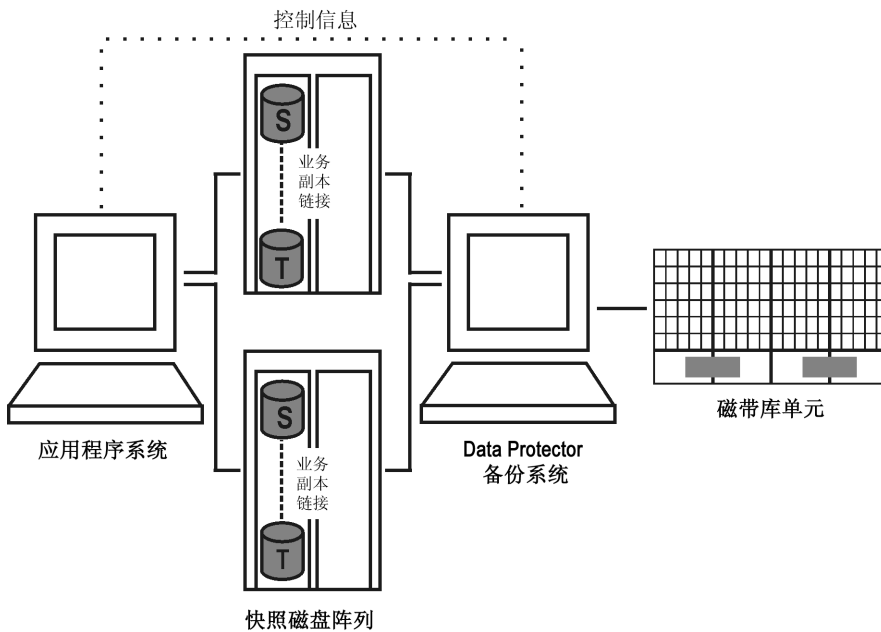 控制信息
S
业务
副本
链接
T
S
业务
副本
链接
T
应用程序系统
Data Protector
备份系统
磁带库单元
快照磁盘阵列